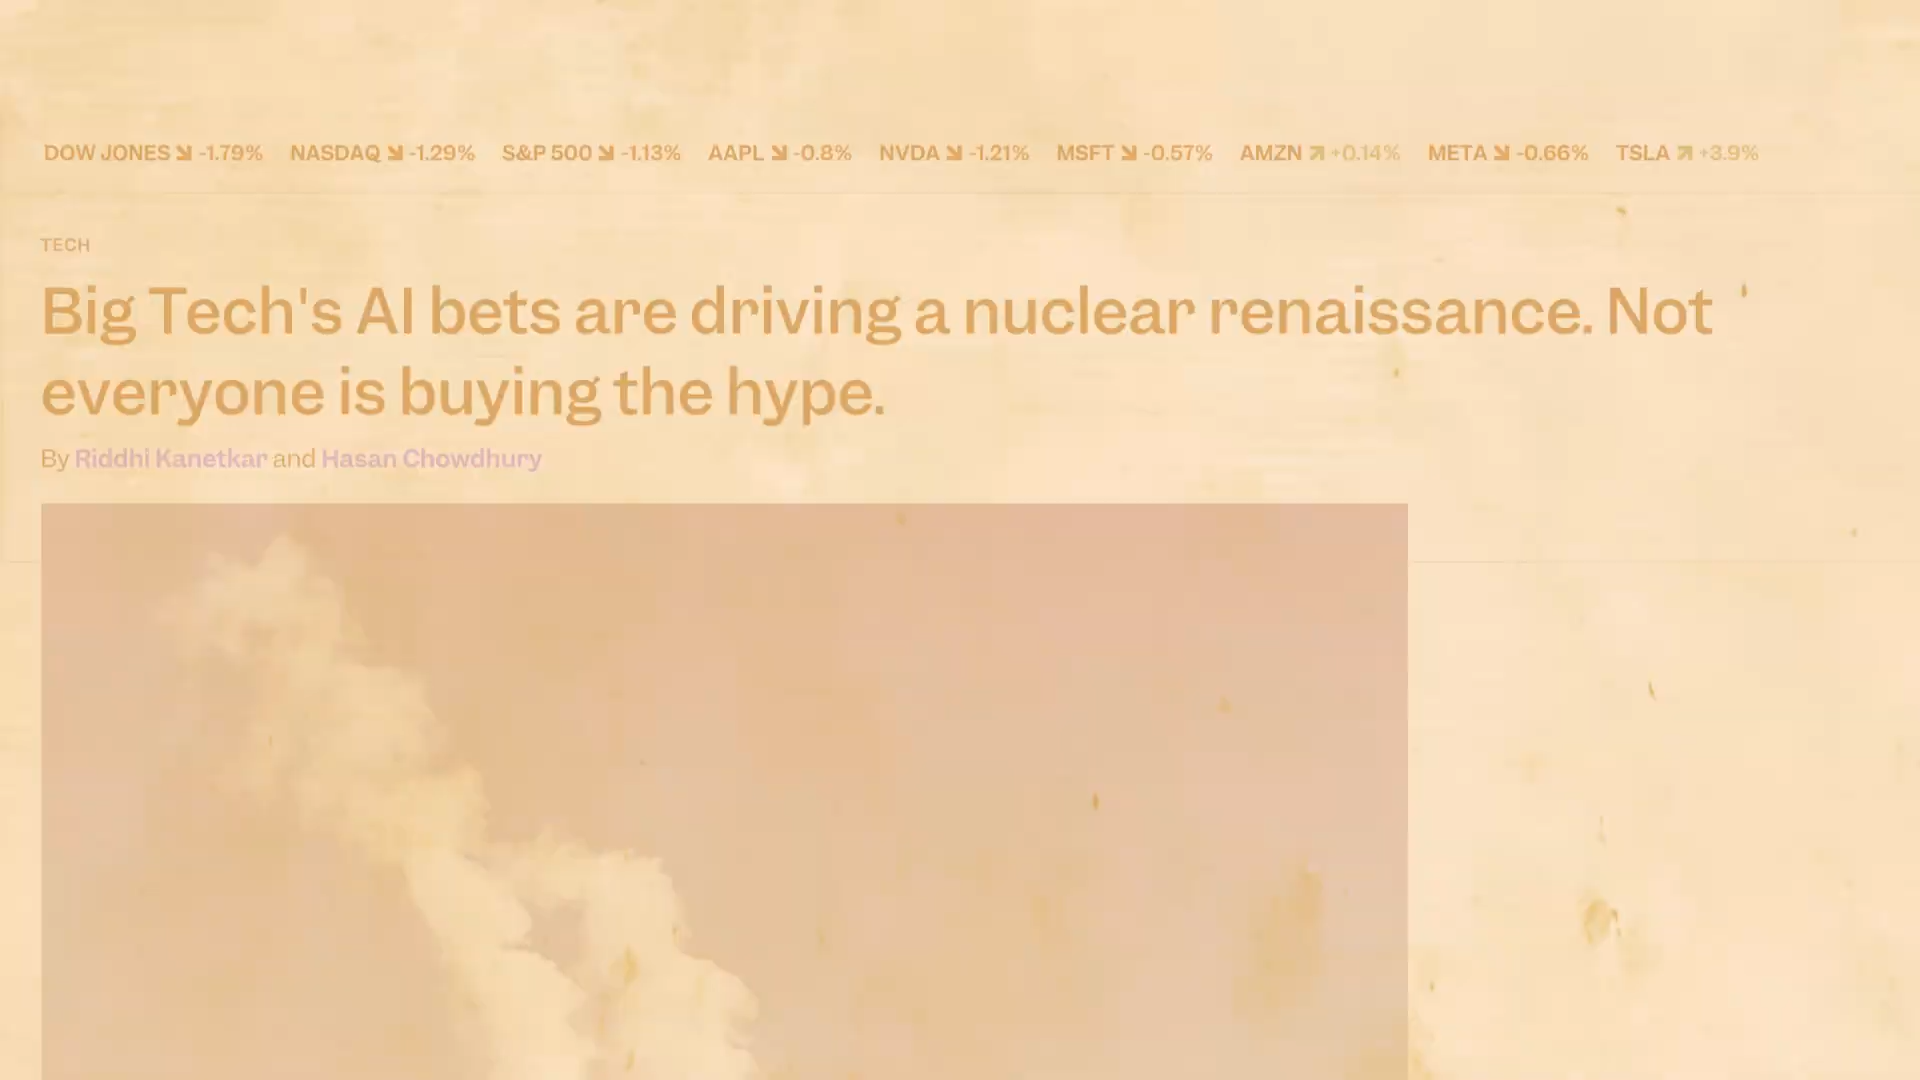 DOW JONES ↘ -1.79% NASDAQ ↘ -1.29% S&P 500 ↘ -1.13% AAPL ↘ -0.8% NVDA ↘ -1.21% MSFT ↘ -0.57% AMZN ↗ +0.14% META ↘ -0.66% TSLA ↗ +3.9%
TECH
Big Tech's AI bets are driving a nuclear renaissance. Not
everyone is buying the hype.
By Riddhi Kanetkar and Hasan Chowdhury